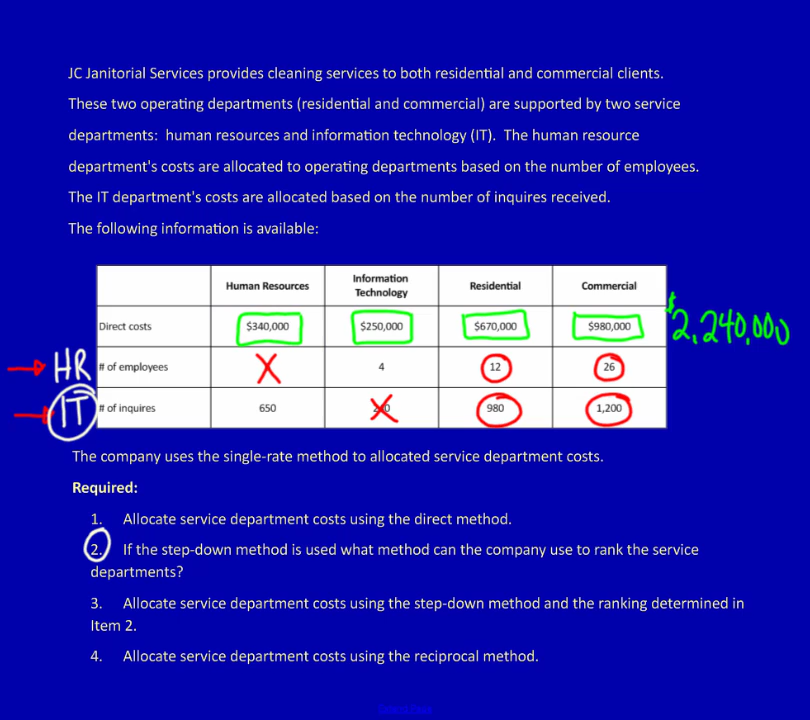 JC Janitorial Services provides cleaning services to both residential and commercial clients.
These two operating departments (residential and commercial) are supported by two service
departments: human resources and information technology (IT). The human resource
department's costs are allocated to operating departments based on the number of employees.
The IT department's costs are allocated based on the number of inquires received.
The following information is available:
Human Resources Information Technology Residential Commercial
Direct costs $340,000 $250,000 $670,000 $980,000 $2,240,000
HR # of employees X 4 12 26
IT # of inquires 650 X 980 1,200
The company uses the single-rate method to allocated service department costs.
Required:
1. Allocate service department costs using the direct method.
2. If the step-down method is used what method can the company use to rank the service
departments?
3. Allocate service department costs using the step-down method and the ranking determined in
Item 2.
4. Allocate service department costs using the reciprocal method.